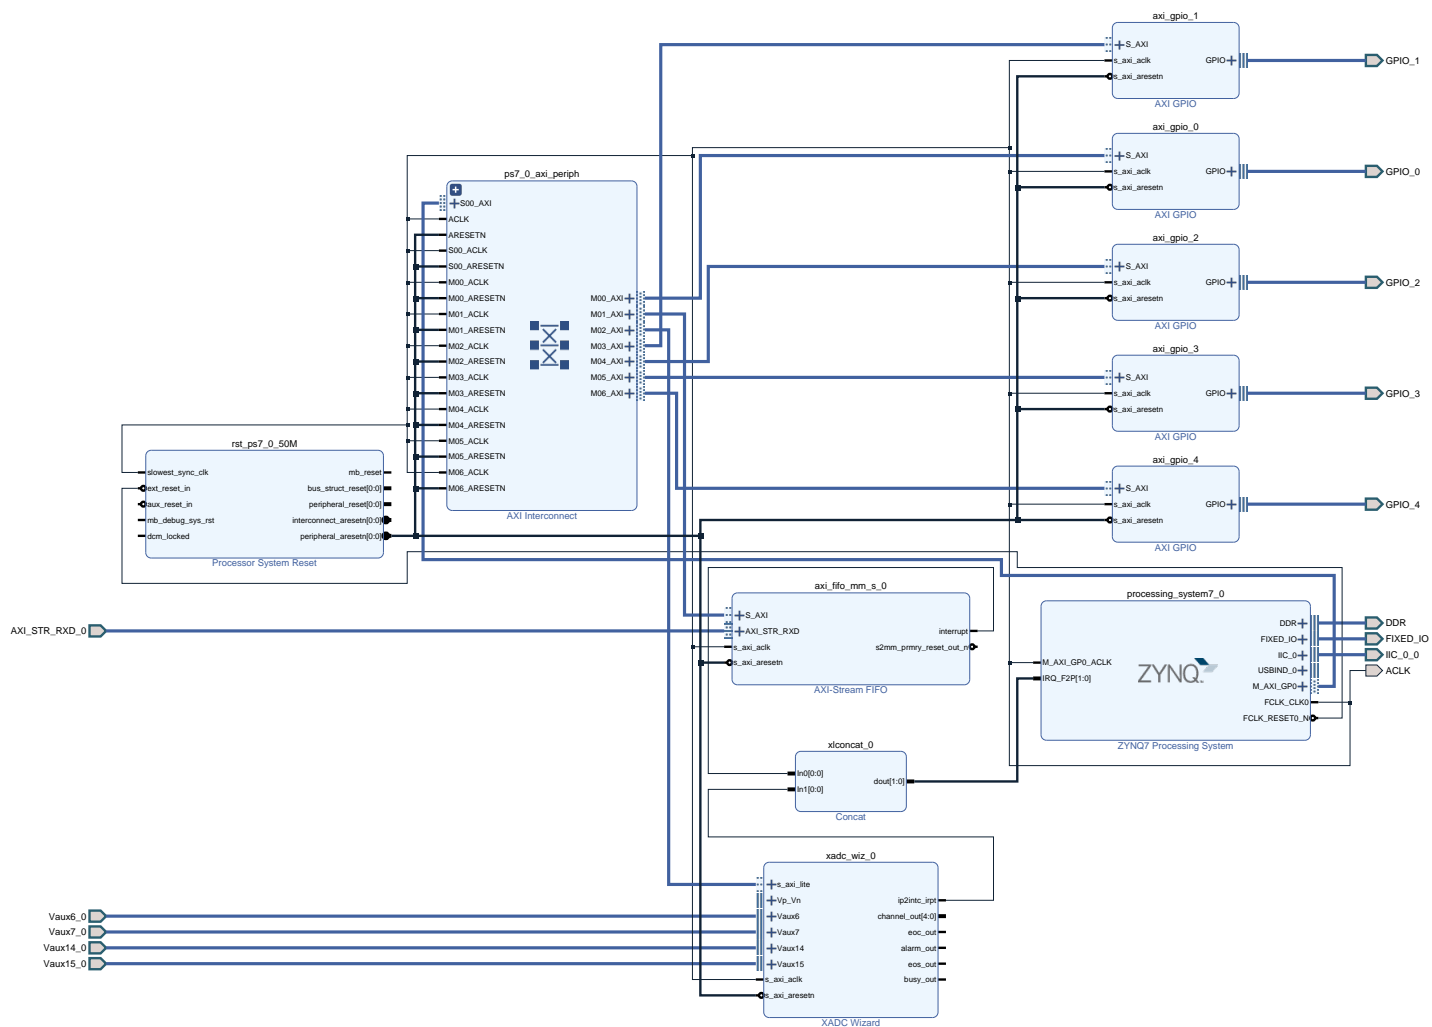 axi_gpio_1
S_AXI
s_axi_aclk
s_axi_aresetn
GPIO
AXI GPIO
GPIO_1
axi_gpio_0
S_AXI
s_axi_aclk
s_axi_aresetn
GPIO
AXI GPIO
GPIO_0
axi_gpio_2
S_AXI
s_axi_aclk
s_axi_aresetn
GPIO
AXI GPIO
GPIO_2
axi_gpio_3
S_AXI
s_axi_aclk
s_axi_aresetn
GPIO
AXI GPIO
GPIO_3
axi_gpio_4
S_AXI
s_axi_aclk
s_axi_aresetn
GPIO
AXI GPIO
GPIO_4
ps7_0_axi_periph
S00_AXI
ACLK
ARESETN
S00_ACLK
S00_ARESETN
M00_ACLK
M00_ARESETN
M01_ACLK
M01_ARESETN
M02_ACLK
M02_ARESETN
M03_ACLK
M03_ARESETN
M04_ACLK
M04_ARESETN
M05_ACLK
M05_ARESETN
M06_ACLK
M06_ARESETN
M00_AXI
M01_AXI
M02_AXI
M03_AXI
M04_AXI
M05_AXI
M06_AXI
AXI Interconnect
rst_ps7_0_50M
slowest_sync_clk
ext_reset_in
aux_reset_in
mb_debug_sys_rst
dcm_locked
mb_reset
bus_struct_reset[0:0]
peripheral_reset[0:0]
interconnect_aresetn[0:0]
peripheral_aresetn[0:0]
Processor System Reset
AXI_STR_RXD_0
axi_fifo_mm_s_0
S_AXI
AXI_STR_RXD
s_axi_aclk
s_axi_aresetn
interrupt
s2mm_prmry_reset_out_n
AXI-Stream FIFO
processing_system7_0
M_AXI_GP0_ACLK
IRQ_F2P[1:0]
ZYNQ
DDR
FIXED_IO
IIC_0
USBIND_0
M_AXI_GP0
FCLK_CLK0
FCLK_RESET0_N
ZYNQ7 Processing System
DDR
FIXED_IO
IIC_0_0
ACLK
xlconcat_0
In0[0:0]
In1[0:0]
dout[1:0]
Concat
xadc_wiz_0
s_axi_lite
Vp_Vn
Vaux6
Vaux7
Vaux14
Vaux15
s_axi_aclk
s_axi_aresetn
ip2intc_irpt
channel_out[4:0]
eoc_out
alarm_out
eos_out
busy_out
XADC Wizard
Vaux6_0
Vaux7_0
Vaux14_0
Vaux15_0